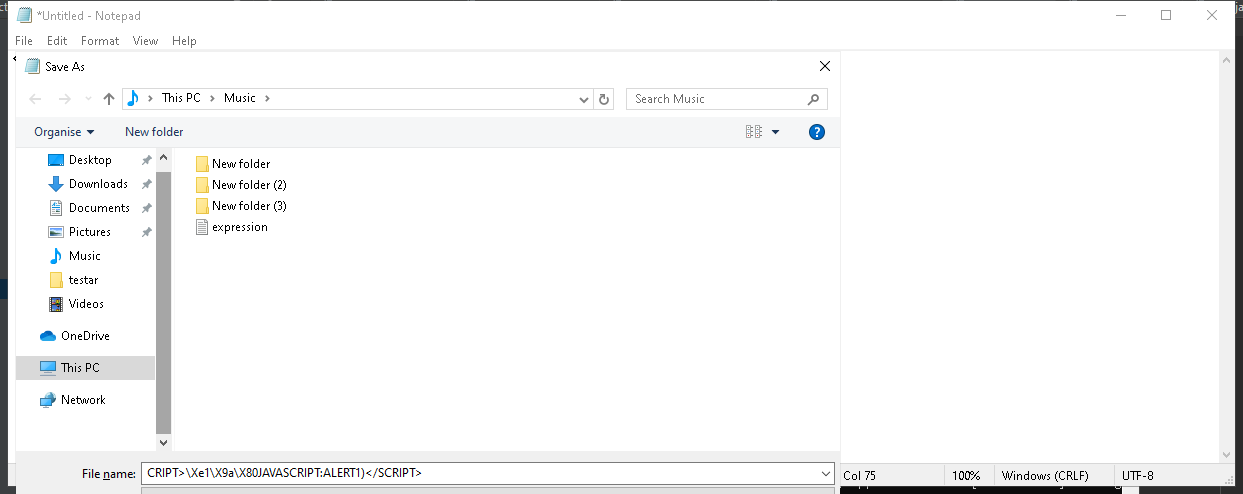 *Untitled - Notepad
File Edit Format View Help
Save As
This PC Music
Search Music
Organise New folder
Desktop
Downloads
Documents
Pictures
Music
testar
Videos
OneDrive
This PC
Network
New folder
New folder (2)
New folder (3)
expression
File name: CRIPT>\Xe1\X9a\X80JAVASCRIPT:ALERT1)</SCRIPT>
Col 75 100% Windows (CRLF) UTF-8